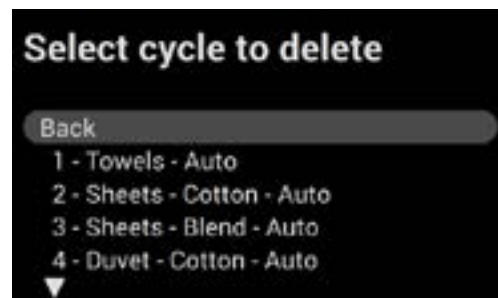 Select cycle to delete
Back
1 - Towels - Auto
2 - Sheets - Cotton - Auto
3 - Sheets - Blend - Auto
4 - Duvet - Cotton - Auto